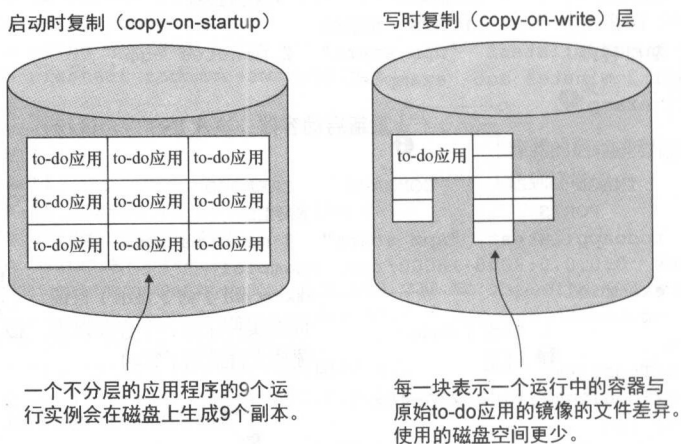 启动时复制（copy-on-startup）
写时复制（copy-on-write）层
to-do应用 to-do应用 to-do应用
to-do应用 to-do应用 to-do应用
to-do应用 to-do应用 to-do应用
to-do应用
一个不分层的应用程序的9个运
行实例会在磁盘上生成9个副本。
每一块表示一个运行中的容器与
原始to-do应用的镜像的文件差异。
使用的磁盘空间更少。